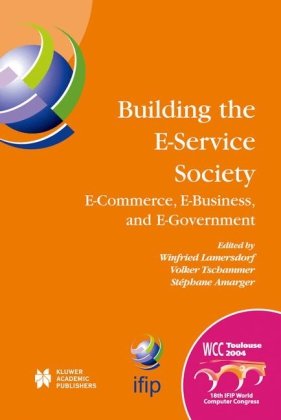 Building the
E-Service
Society
E-Commerce, E-Business,
and E-Government
Edited by
Winfried Lamersdorf
Volker Tschammer
Stéphane Amarger
KLUWER
ACADEMIC
PUBLISHERS
ifip
WCC Toulouse
2004
18th IFIP World
Computer Congress